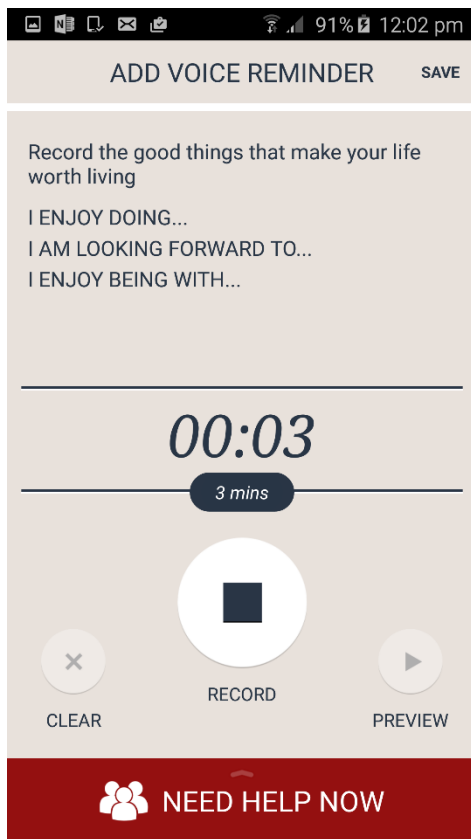 91% 12:02 pm
ADD VOICE REMINDER SAVE
Record the good things that make your life
worth living
I ENJOY DOING...
I AM LOOKING FORWARD TO...
I ENJOY BEING WITH...
00:03
3 mins
RECORD
CLEAR PREVIEW
NEED HELP NOW